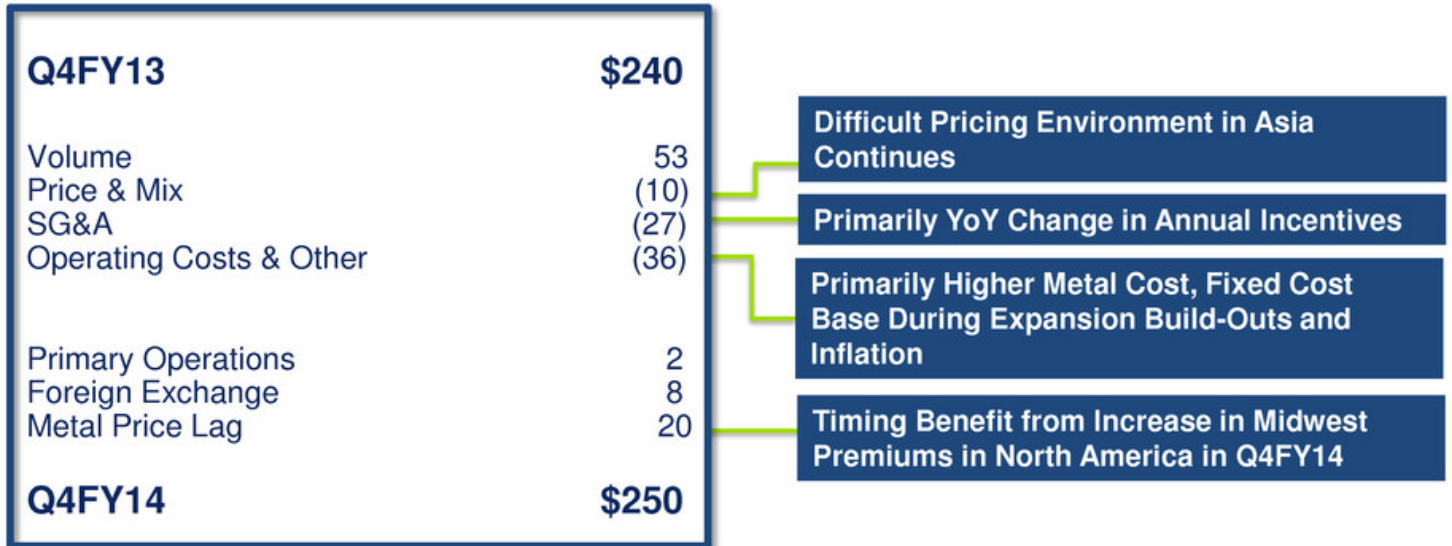 Q4FY13 $240
Volume 53
Price & Mix (10)
SG&A (27)
Operating Costs & Other (36)
Primary Operations 2
Foreign Exchange 8
Metal Price Lag 20
Q4FY14 $250
Difficult Pricing Environment in Asia
Continues
Primarily YoY Change in Annual Incentives
Primarily Higher Metal Cost, Fixed Cost
Base During Expansion Build-Outs and
Inflation
Timing Benefit from Increase in Midwest
Premiums in North America in Q4FY14